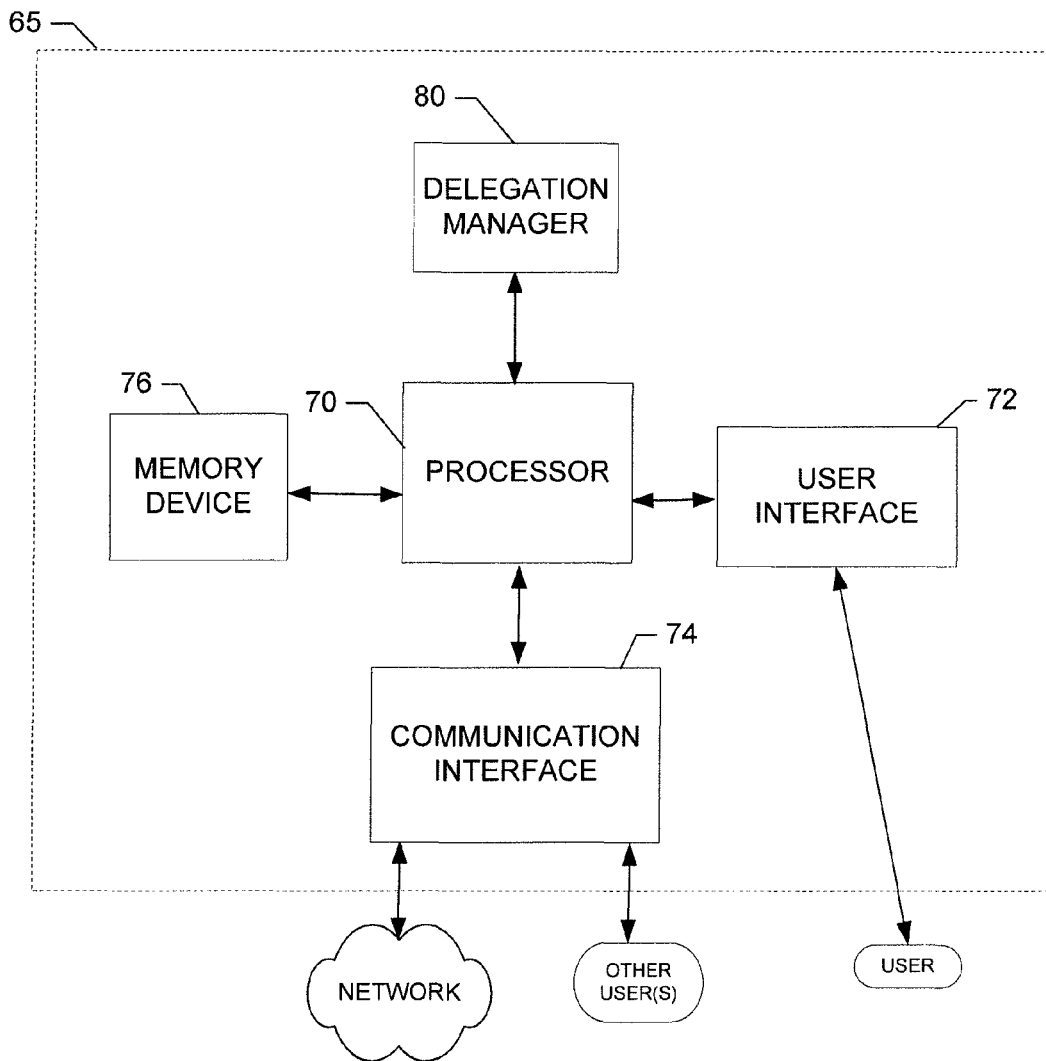 65
80
DELEGATION
MANAGER
76
70
72
MEMORY
DEVICE
PROCESSOR
USER
INTERFACE
74
COMMUNICATION
INTERFACE
NETWORK
OTHER
USER(S)
USER